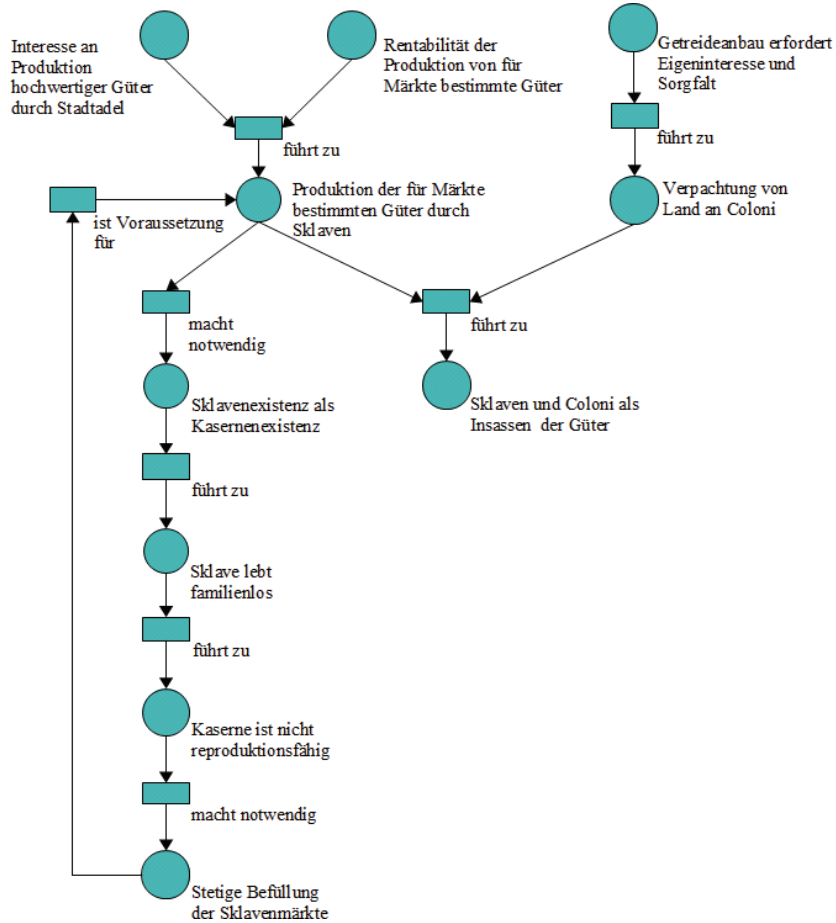 Interesse an
Produktion
hochwertiger Güter
durch Stadtadel
Rentabilität der
Produktion von für
Märkte bestimmte Güter
Getreideanbau erfordert
Eigeninteresse und
Sorgfalt
führt zu
führt zu
ist Voraussetzung
für
Produktion der für Märkte
bestimmten Güter durch
Sklaven
Verpachtung von
Land an Coloni
macht
notwendig
führt zu
Sklavenexistenz als
Kasernenexistenz
Sklaven und Coloni als
Insassen der Güter
führt zu
Sklave lebt
familienlos
führt zu
Kaserne ist nicht
reproduktionsfähig
macht notwendig
Stetige Befüllung
der Sklavenmärkte